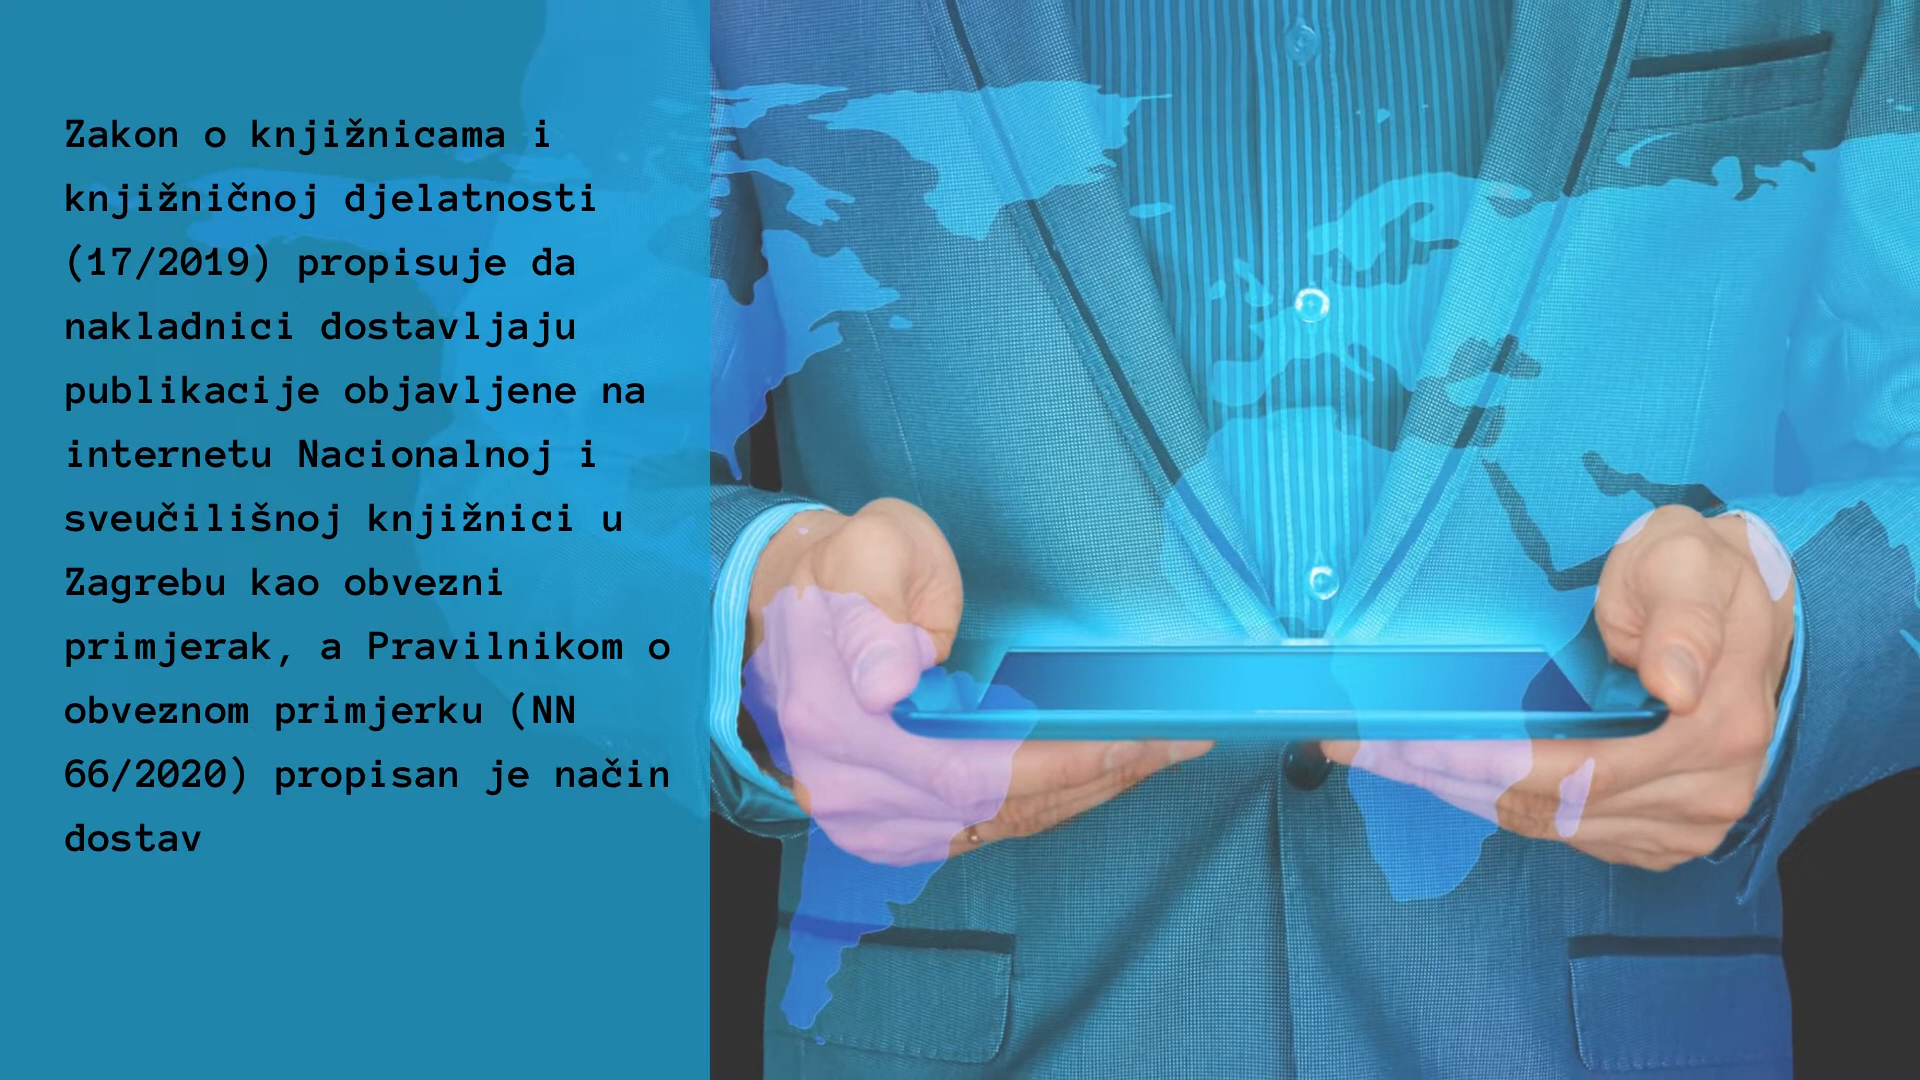 Zakon o knjižnicama i
knjižničnoj djelatnosti
(17/2019) propisuje da
nakladnici dostavljaju
publikacije objavljene na
internetu Nacionalnoj i
sveučilišnoj knjižnici u
Zagrebu kao obvezni
primjerak, a Pravilnikom o
obveznom primjerku (NN
66/2020) propisan je način
dostav